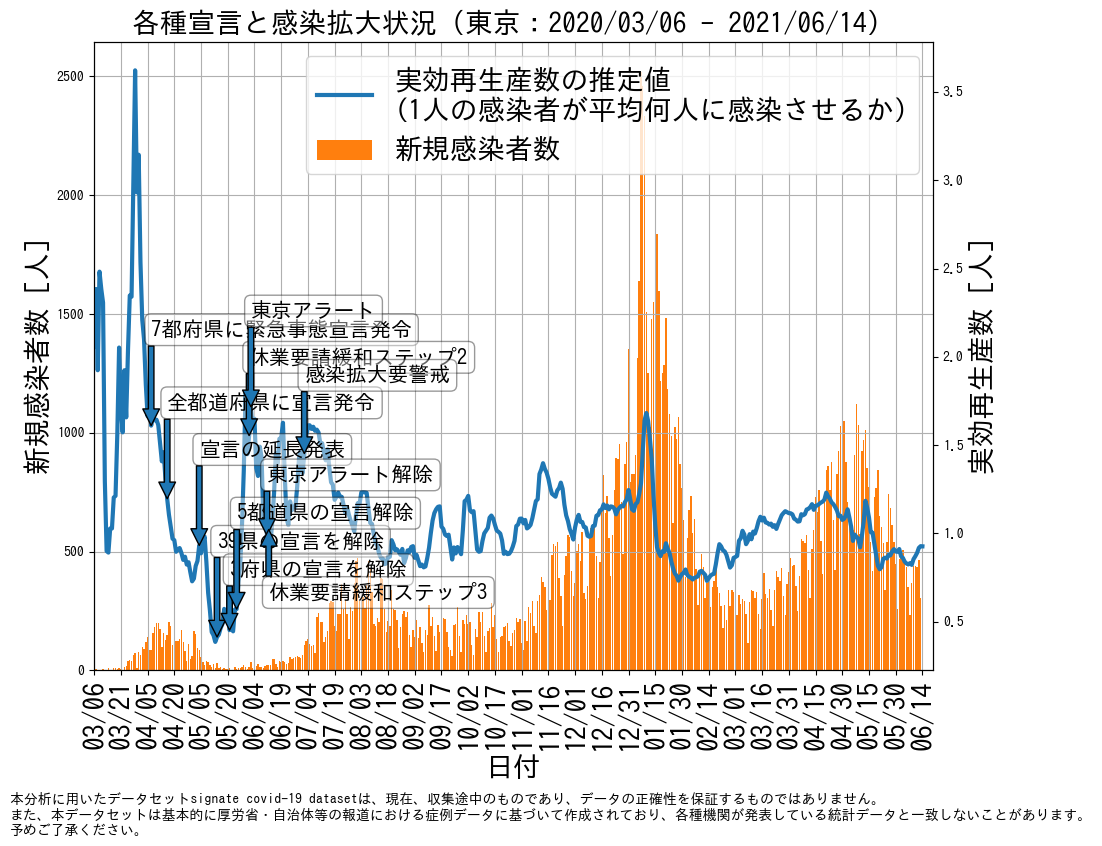 各種宣言と感染拡大状況（東京：2020/03/06 - 2021/06/14）
実効再生産数の推定値
(1人の感染者が平均何人に感染させるか)
新規感染者数
2500
2000
1500
1000
500
0
新規感染者数 [人]
3.5
3.0
2.5
2.0
1.5
1.0
0.5
実効再生産数 [人]
東京アラート
7都府県に緊急事態宣言発令
休業要請緩和ステップ2
感染拡大要警戒
全都道府県に宣言発令
宣言の延長発表
東京アラート解除
5都道県の宣言解除
39県の宣言を解除
3府県の宣言を解除
休業要請緩和ステップ3
03/06
03/21
04/05
04/20
05/05
05/20
06/04
06/19
07/04
07/19
08/03
08/18
09/02
09/17
10/02
10/17
11/01
11/16
12/01
12/16
12/31
01/15
01/30
02/14
03/01
03/16
03/31
04/15
04/30
05/15
05/30
06/14
日付
本分析に用いたデータセットsignate covid-19 datasetは、現在、収集途中のものであり、データの正確性を保証するものではありません。
また、本データセットは基本的に厚労省・自治体等の報道における症例データに基づいて作成されており、各種機関が発表している統計データと一致しないことがあります。
予めご了承ください。